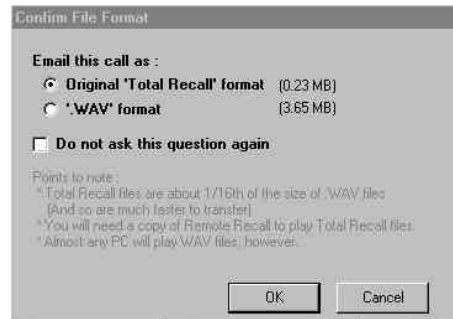 Confirm File Format
Email this call as :
Original 'Total Recall' format (0.23 MB)
'.WAV' format (3.65 MB)
Do not ask this question again
Points to note :
* Total Recall files are about 1/16th of the size of .WAV files
(And so are much faster to transfer)
* You will need a copy of Remote Recall to play Total Recall files.
* Almost any PC will play WAV files, however.
OK Cancel